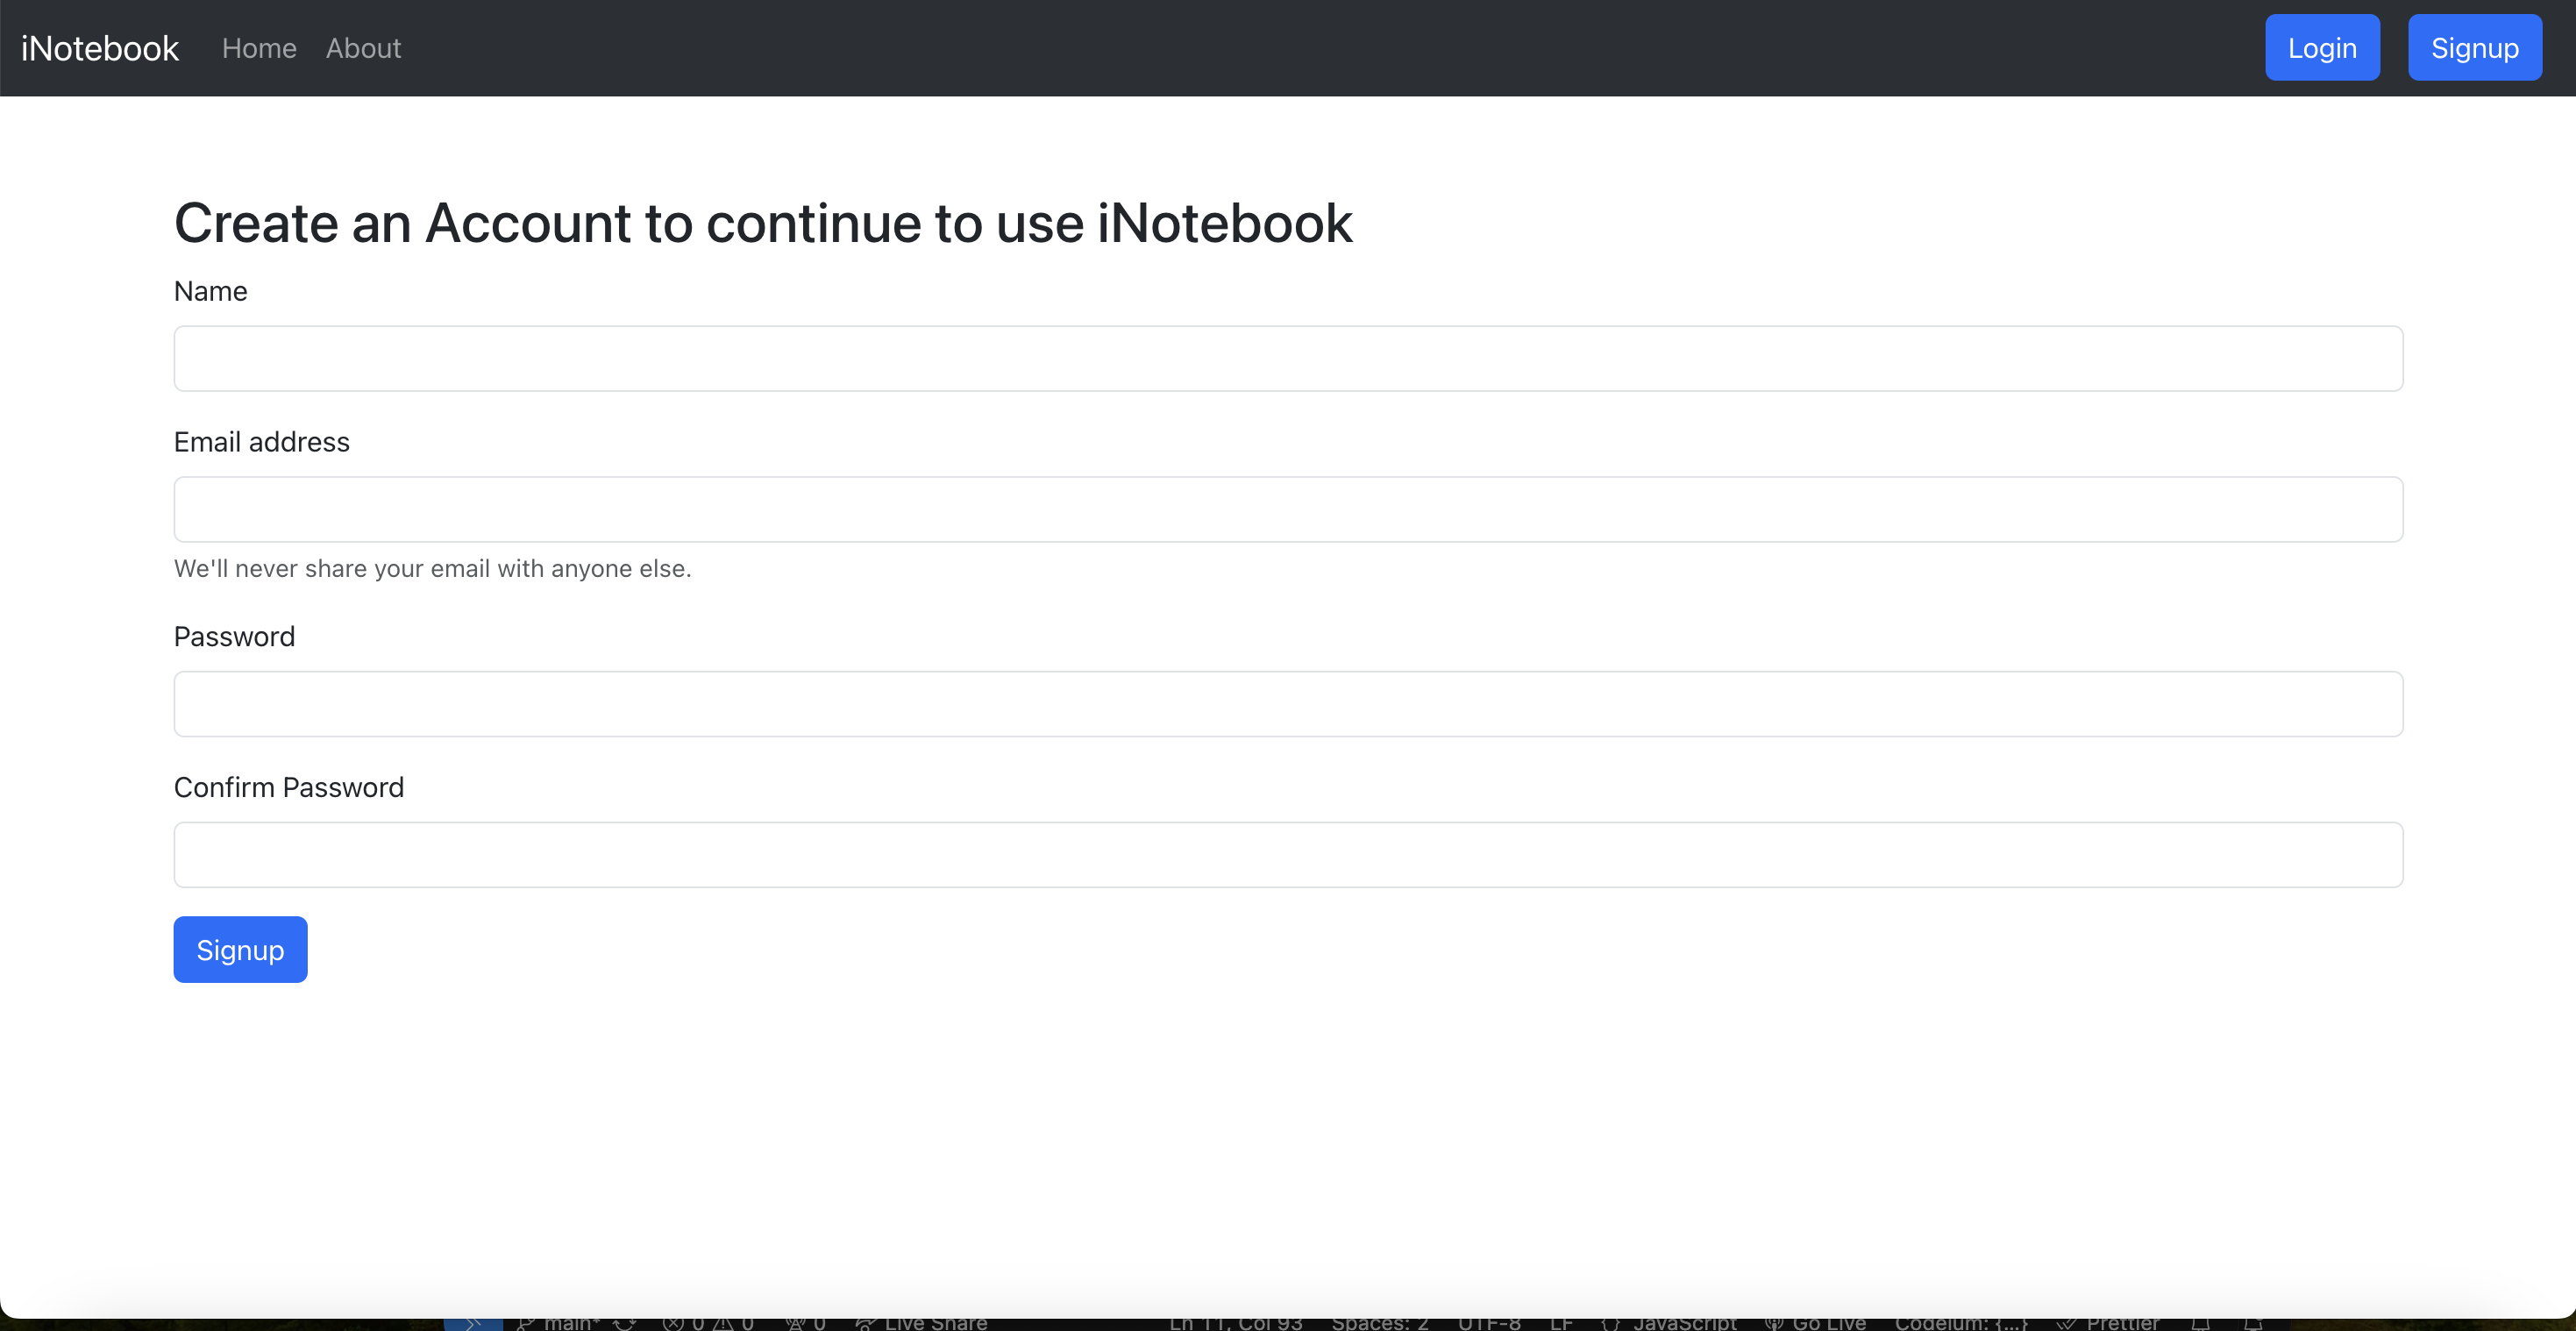 iNotebook Home About Login Signup
Create an Account to continue to use iNotebook
Name
Email address
We'll never share your email with anyone else.
Password
Confirm Password
Signup
main* 0 0 0 Live Share Ln 11, Col 93 Spaces: 2 UTF-8 LF {} JavaScript Go Live Codeium: {...} Prettier